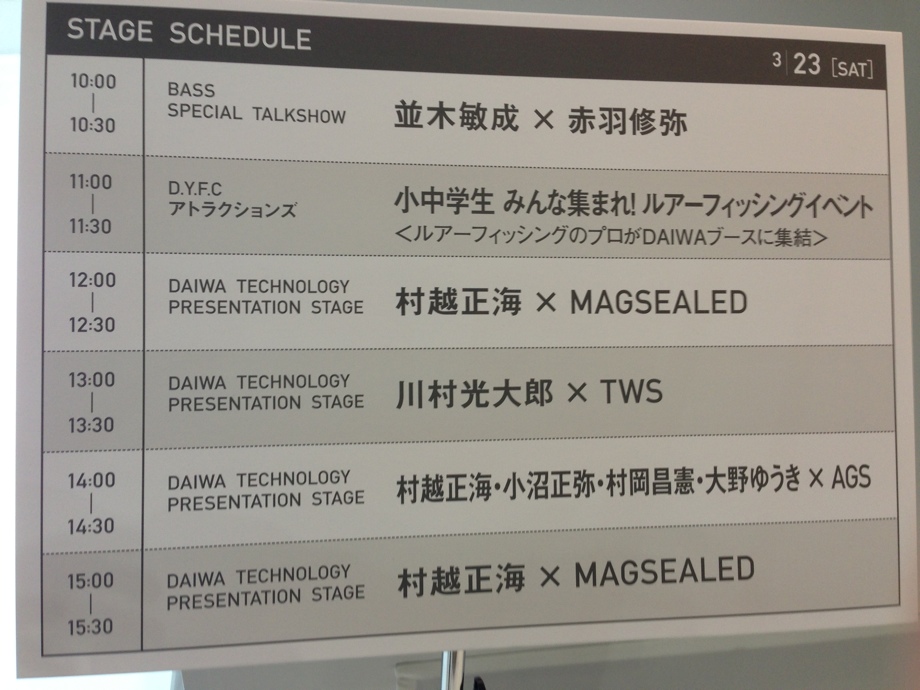 STAGE SCHEDULE
3 | 23 [SAT]
10:00
|
10:30
BASS
SPECIAL TALKSHOW
並木敏成 × 赤羽修弥
11:00
|
11:30
D.Y.F.C
アトラクションズ
小中学生 みんな集まれ! ルアーフィッシングイベント
<ルアーフィッシングのプロがDAIWAブースに集結>
12:00
|
12:30
DAIWA TECHNOLOGY
PRESENTATION STAGE
村越正海 × MAGSEALED
13:00
|
13:30
DAIWA TECHNOLOGY
PRESENTATION STAGE
川村光大郎 × TWS
14:00
|
14:30
DAIWA TECHNOLOGY
PRESENTATION STAGE
村越正海・小沼正弥・村岡昌憲・大野ゆうき × AGS
15:00
|
15:30
DAIWA TECHNOLOGY
PRESENTATION STAGE
村越正海 × MAGSEALED